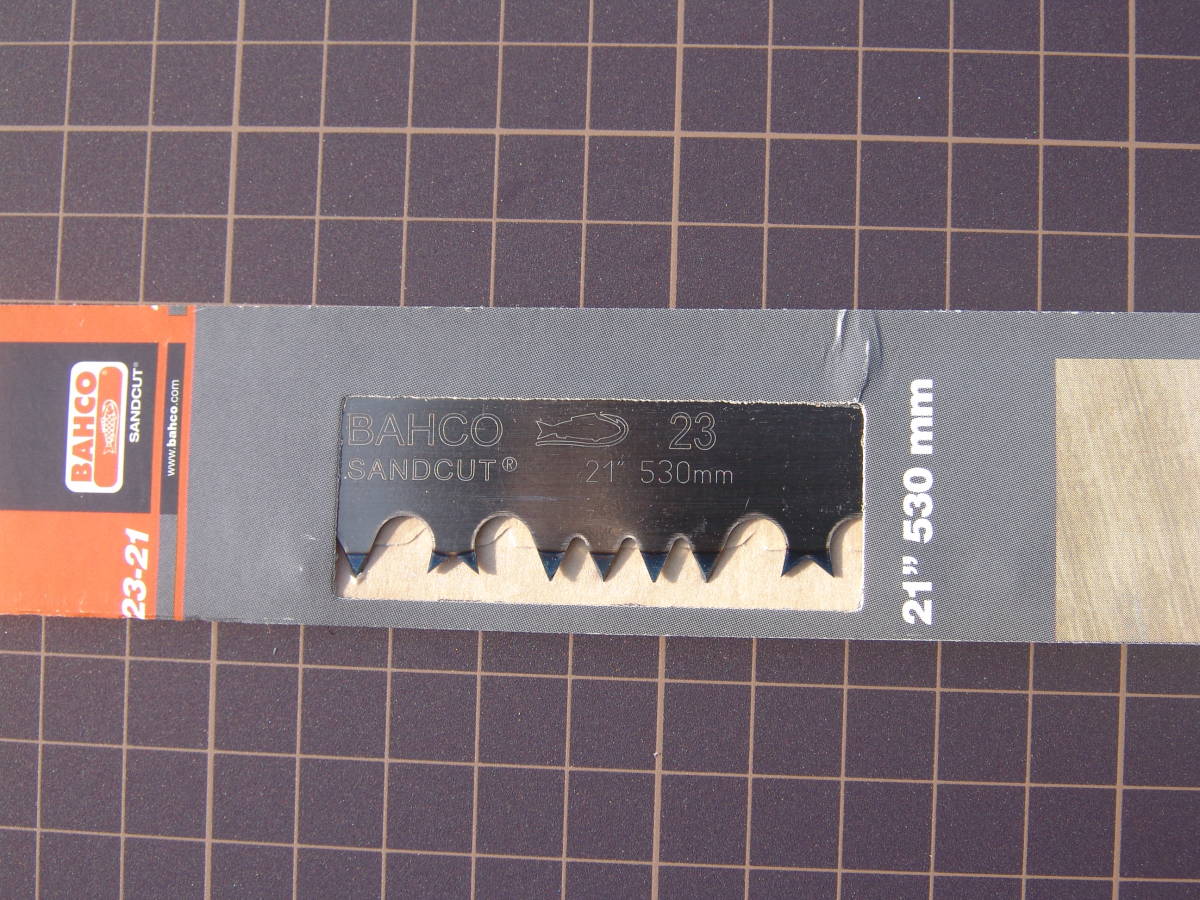 BAHCO
SANDCUT®
www.bahco.com
23-21
BAHCO 23
SANDCUT® 21” 530mm
21” 530 mm